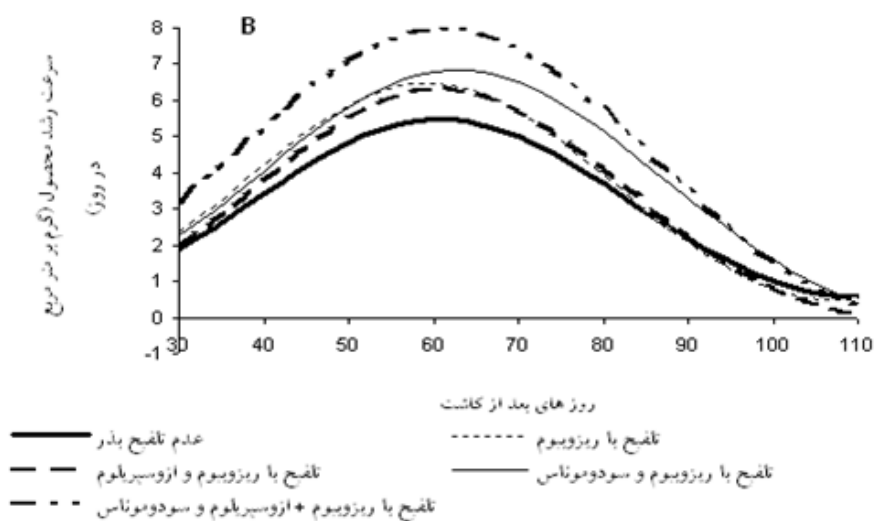 B
سرعت رشد محصول (گرم بر متر مربع
در روز)
8
7
6
5
4
3
2
1
0
-1
30 40 50 60 70 80 90 100 110
روز های بعد از کاشت
عدم تلقیح بذر
تلقیح با ریزوبیوم
تلقیح با ریزوبیوم و ازوسپریلوم
تلقیح با ریزوبیوم و سودوموناس
تلقیح با ریزوبیوم + ازوسپریلوم و سودوموناس